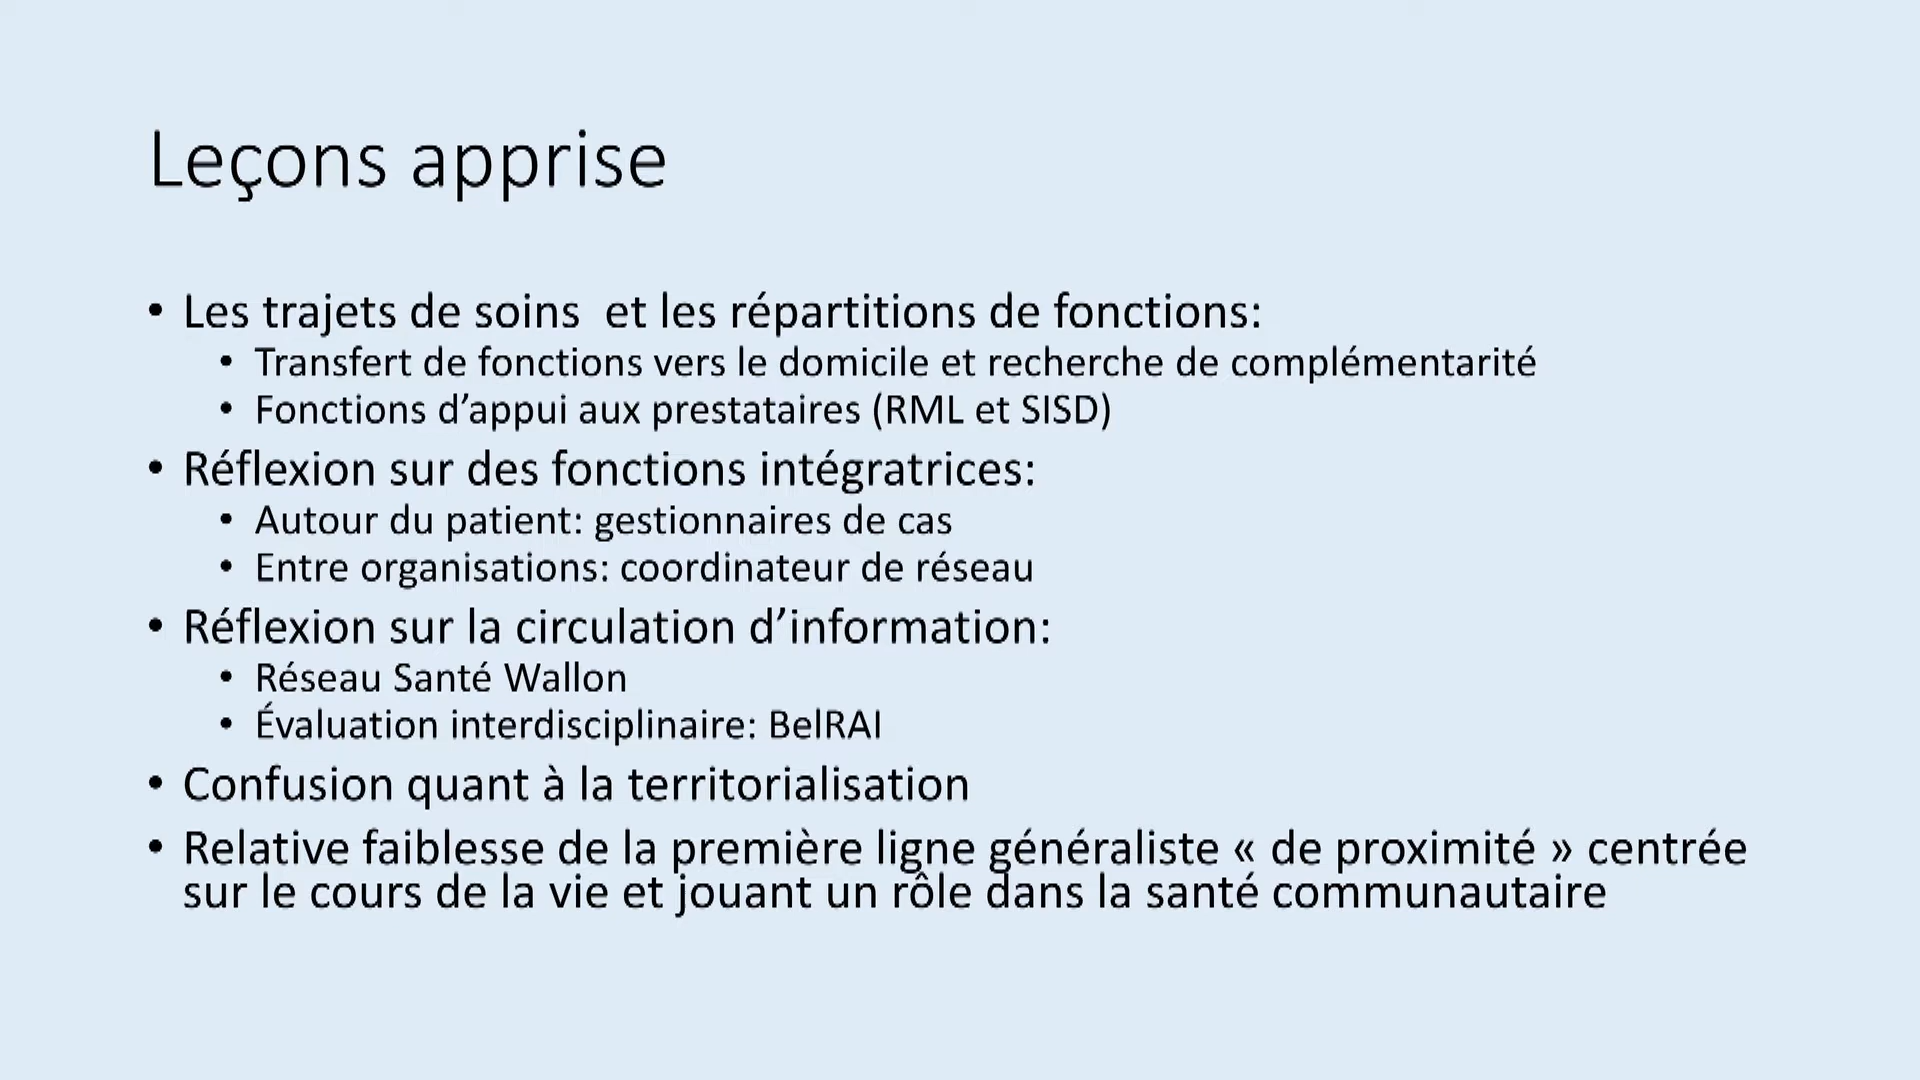 Leçons apprise
• Les trajets de soins  et les répartitions de fonctions:
• Transfert de fonctions vers le domicile et recherche de complémentarité
• Fonctions d’appui aux prestataires (RML et SISD)
• Réflexion sur des fonctions intégratrices:
• Autour du patient: gestionnaires de cas
• Entre organisations: coordinateur de réseau
• Réflexion sur la circulation d’information:
• Réseau Santé Wallon
• Évaluation interdisciplinaire: BelRAI
• Confusion quant à la territorialisation
• Relative faiblesse de la première ligne généraliste « de proximité » centrée
sur le cours de la vie et jouant un rôle dans la santé communautaire